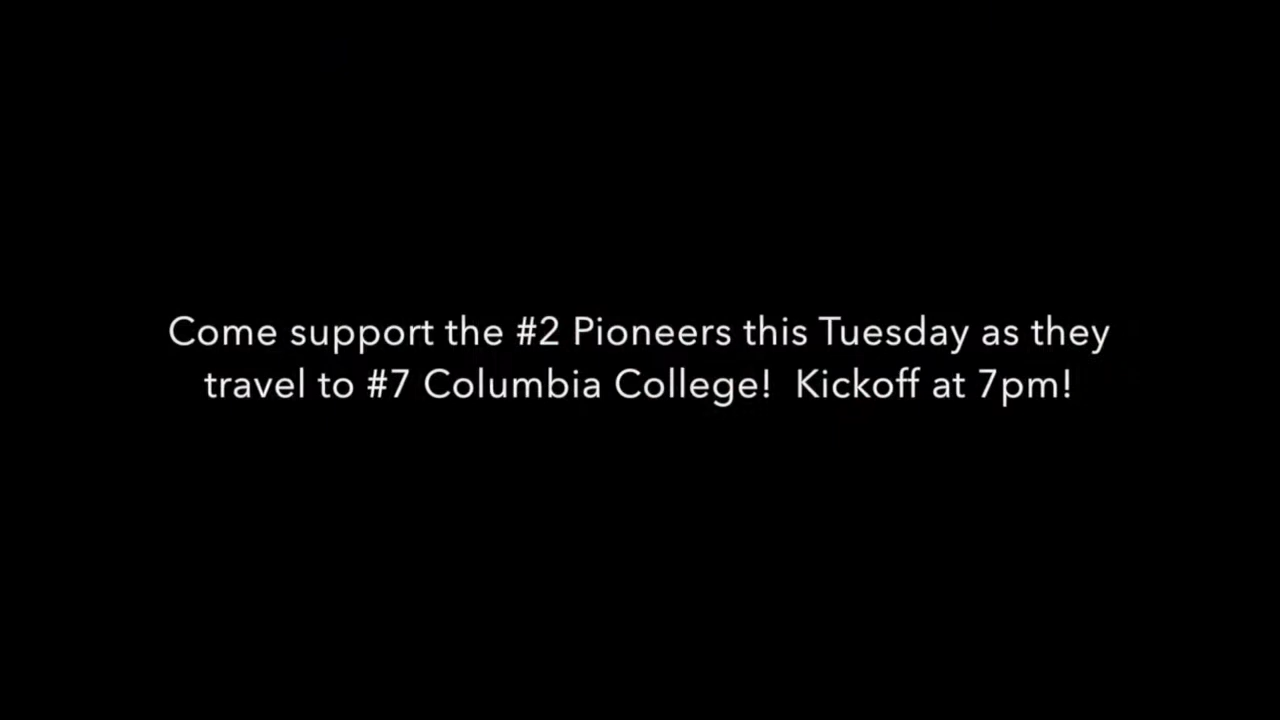 Come support the #2 Pioneers this Tuesday as they
travel to #7 Columbia College!  Kickoff at 7pm!